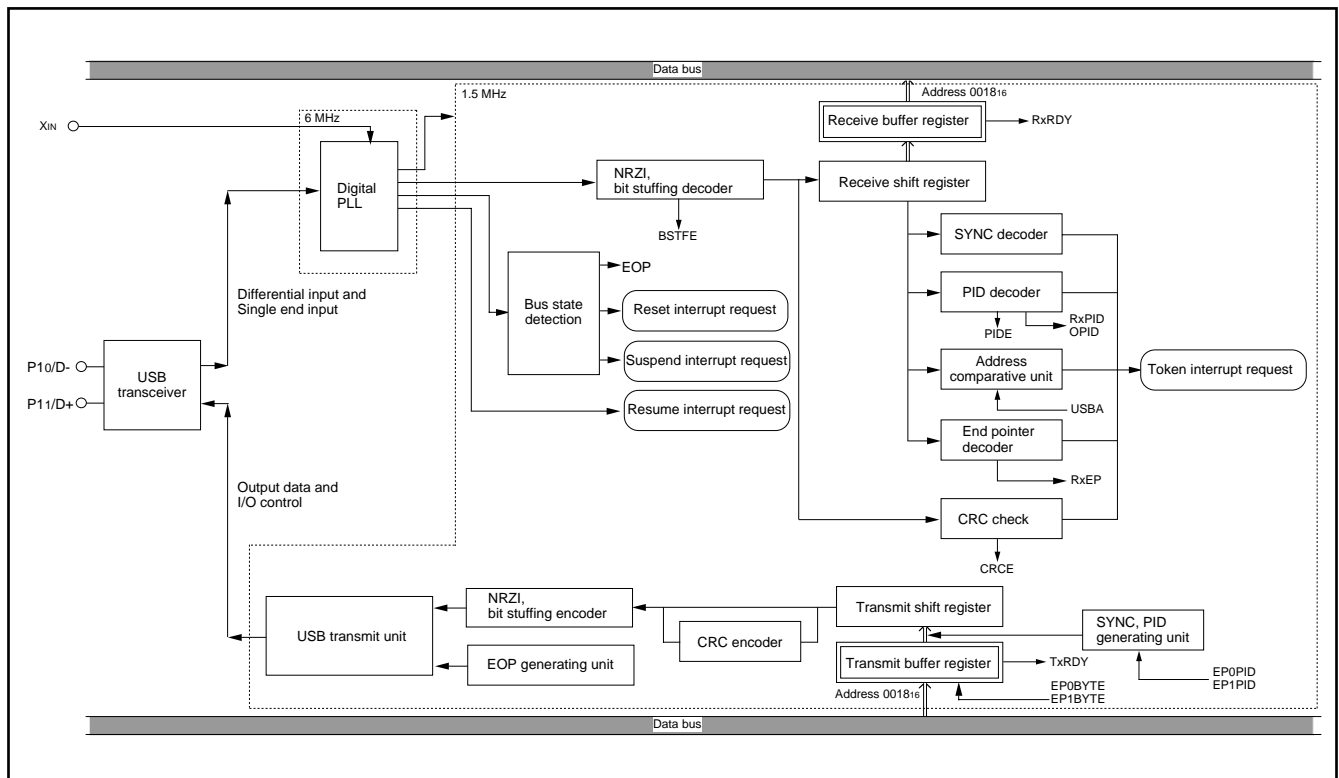 Data bus
1.5 MHz
Address 0018₁₆
6 MHz
XIN
Receive buffer register
RxRDY
Digital
PLL
NRZI,
bit stuffing decoder
Receive shift register
BSTFE
SYNC decoder
EOP
Differential input and
Single end input
Bus state
detection
Reset interrupt request
PID decoder
PIDE
RxPID
OPID
P10/D-
P11/D+
USB
transceiver
Suspend interrupt request
Address
comparative unit
Token interrupt request
Resume interrupt request
USBA
End pointer
decoder
RxEP
Output data and
I/O control
CRC check
CRCE
NRZI,
bit stuffing encoder
Transmit shift register
USB transmit unit
CRC encoder
SYNC, PID
generating unit
EOP generating unit
Transmit buffer register
TxRDY
EP0PID
EP1PID
Address 0018₁₆
EP0BYTE
EP1BYTE
Data bus